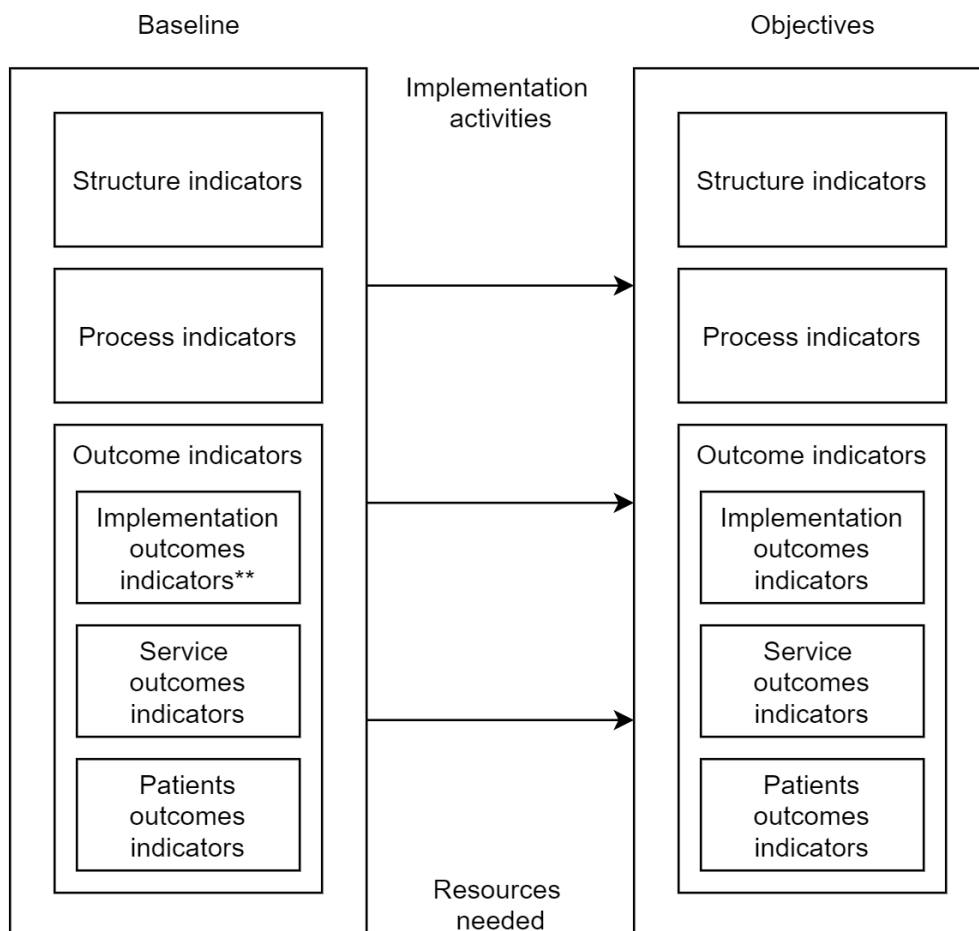 Baseline
Objectives
Implementation
activities
Structure indicators
Process indicators
Outcome indicators
Implementation
outcomes
indicators**
Service
outcomes
indicators
Patients
outcomes
indicators
Structure indicators
Process indicators
Outcome indicators
Implementation
outcomes
indicators
Service
outcomes
indicators
Patients
outcomes
indicators
Resources
needed